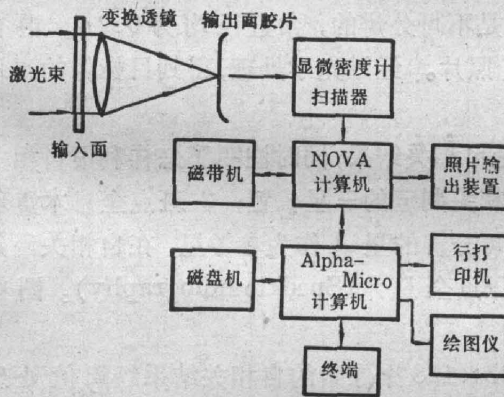 变换透镜
输出面胶片
激光束
输入面
显微密度计
扫描器
磁带机
NOVA
计算机
照片输
出装置
磁盘机
Alpha-
Micro
计算机
行打
印机
绘图仪
终端